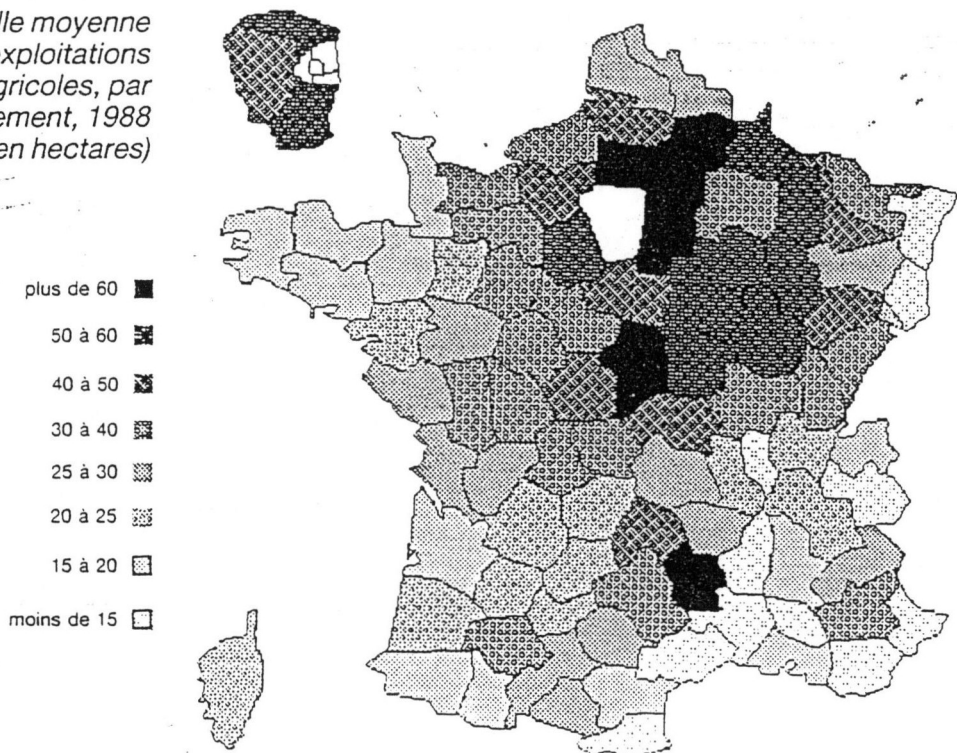 lle moyenne
exploitations
gricoles, par
ement, 1988
en hectares)
plus de 60
50 à 60
40 à 50
30 à 40
25 à 30
20 à 25
15 à 20
moins de 15